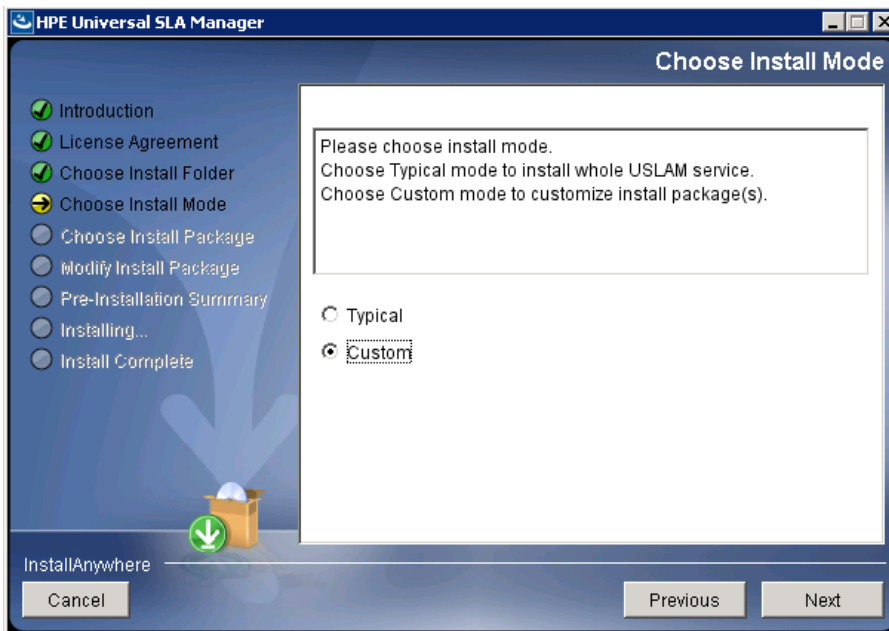 HPE Universal SLA Manager
Choose Install Mode
Introduction
License Agreement
Choose Install Folder
Choose Install Mode
Choose Install Package
Modify Install Package
Pre-Installation Summary
Installing...
Install Complete
Please choose install mode.
Choose Typical mode to install whole USLAM service.
Choose Custom mode to customize install package(s).
Typical
Custom
InstallAnywhere
Cancel
Previous
Next